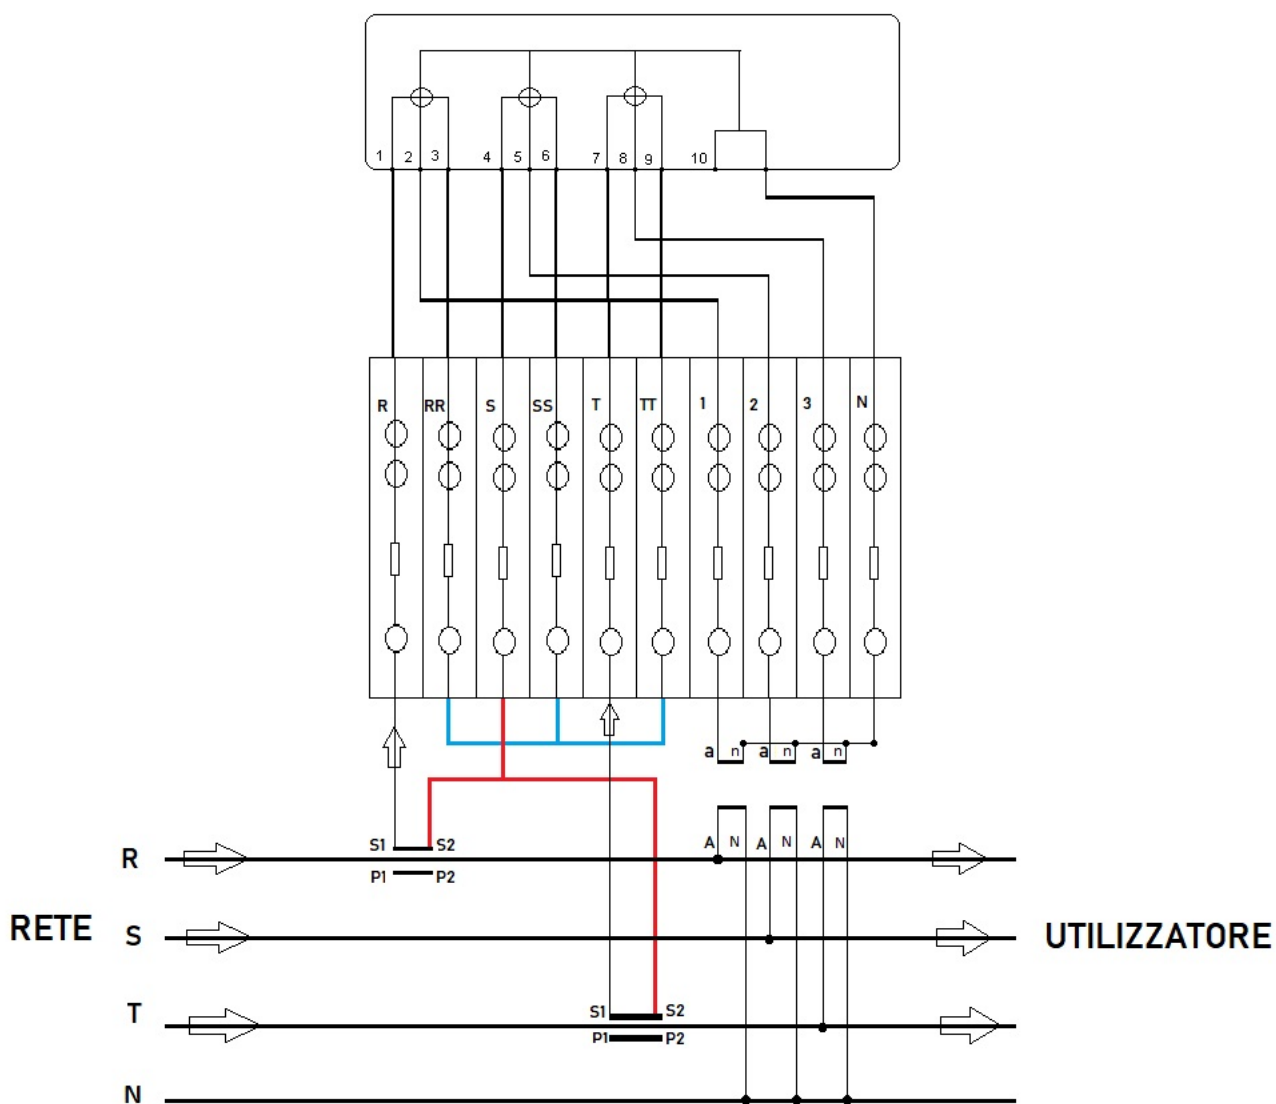 1 2 3 4 5 6 7 8 9 10
R RR S SS T TT 1 2 3 N
a n a n a n
S1 S2 A N A N A N
R
P1 P2
RETE S UTILIZZATORE
T S1 S2
P1 P2
N